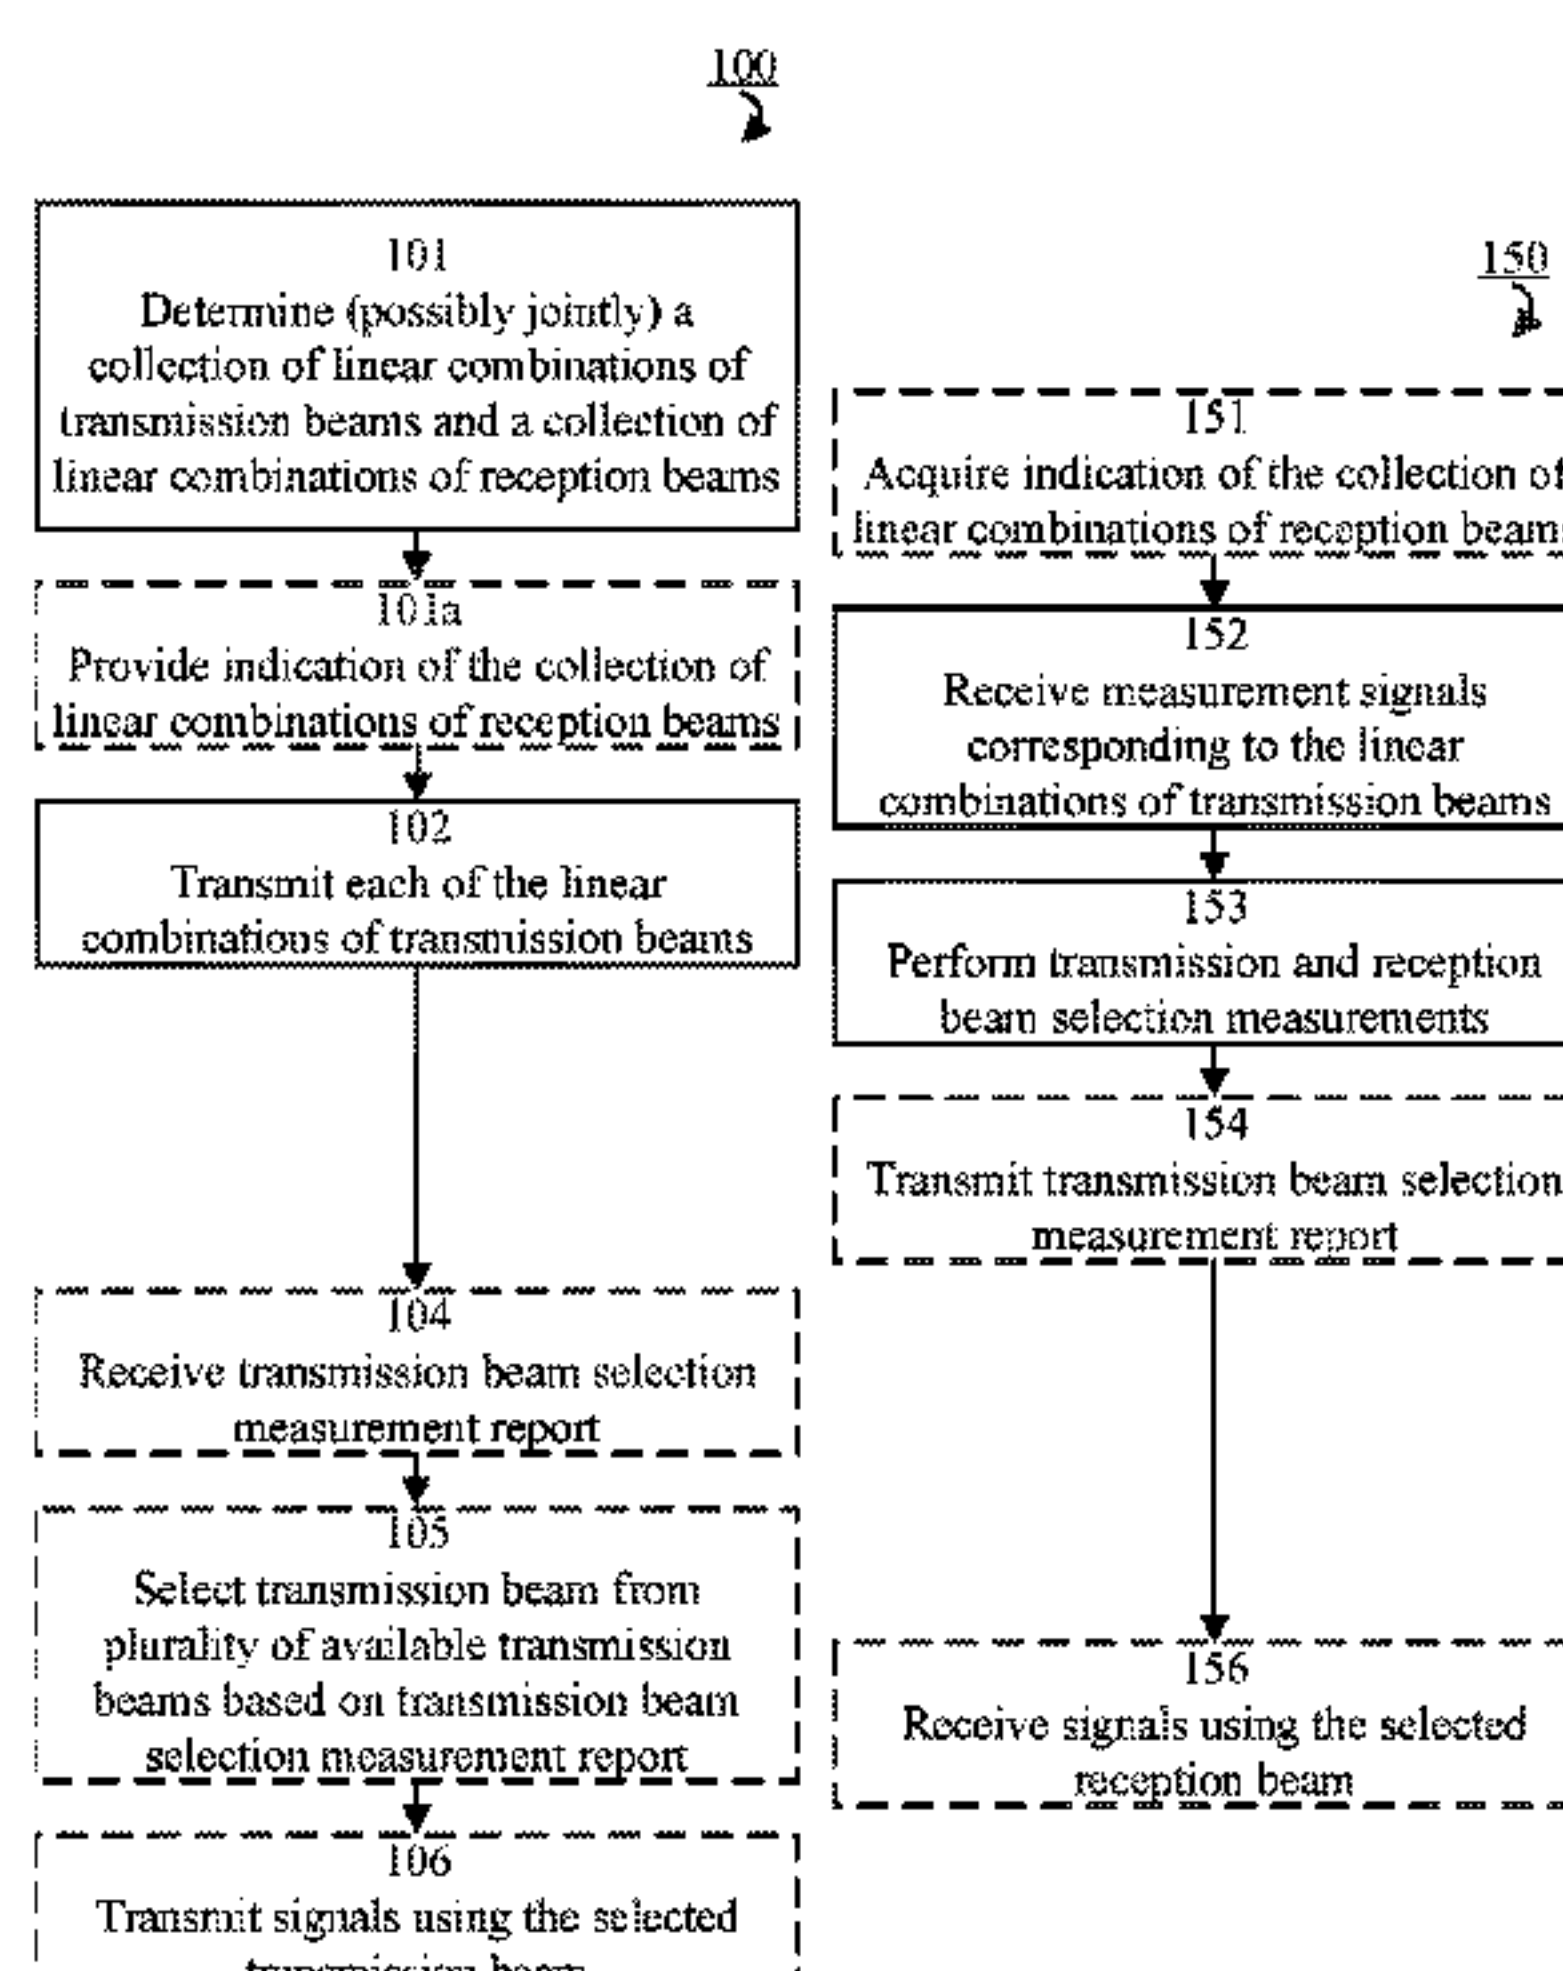 100
101
Determine (possibly jointly) a
collection of linear combinations of
transmission beams and a collection of
linear combinations of reception beams
101a
Provide indication of the collection of
linear combinations of reception beams
102
Transmit each of the linear
combinations of transmission beams
104
Receive transmission beam selection
measurement report
105
Select transmission beam from
plurality of available transmission
beams based on transmission beam
selection measurement report
106
Transmit signals using the selected
transmission beam
150
151
Acquire indication of the collection of
linear combinations of reception beams
152
Receive measurement signals
corresponding to the linear
combinations of transmission beams
153
Perform transmission and reception
beam selection measurements
154
Transmit transmission beam selection
measurement report
156
Receive signals using the selected
reception beam